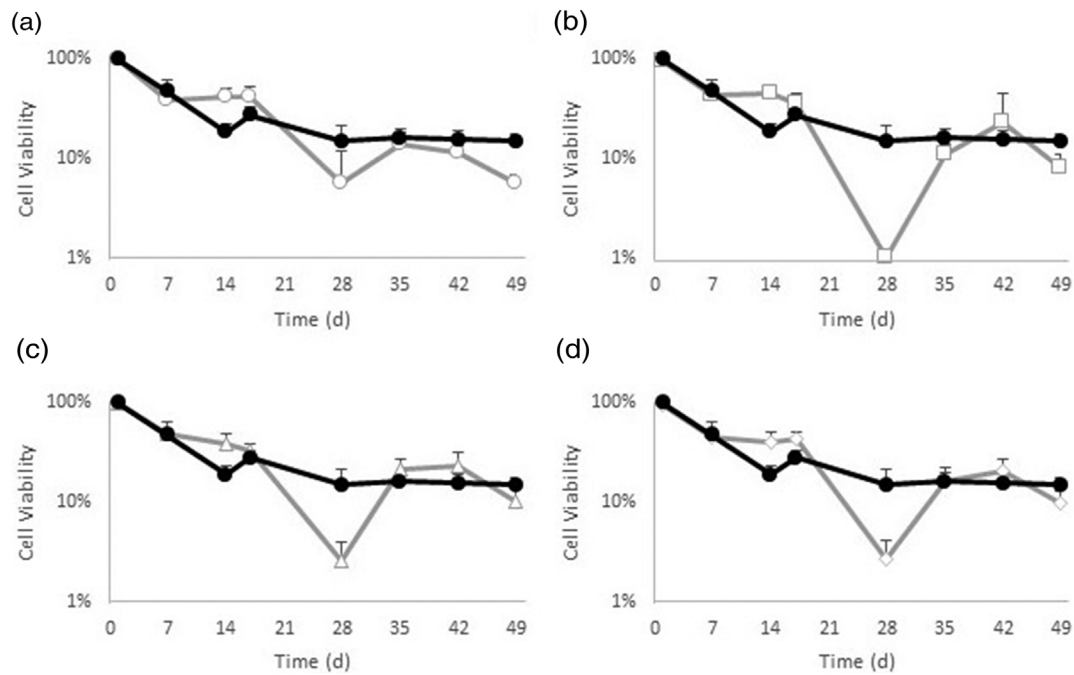 (a)
100%
10%
1%
Cell Viability
0 7 14 21 28 35 42 49
Time (d)
(b)
100%
10%
1%
Cell Viability
0 7 14 21 28 35 42 49
Time (d)
(c)
100%
10%
1%
Cell Viability
0 7 14 21 28 35 42 49
Time (d)
(d)
100%
10%
1%
Cell Viability
0 7 14 21 28 35 42 49
Time (d)